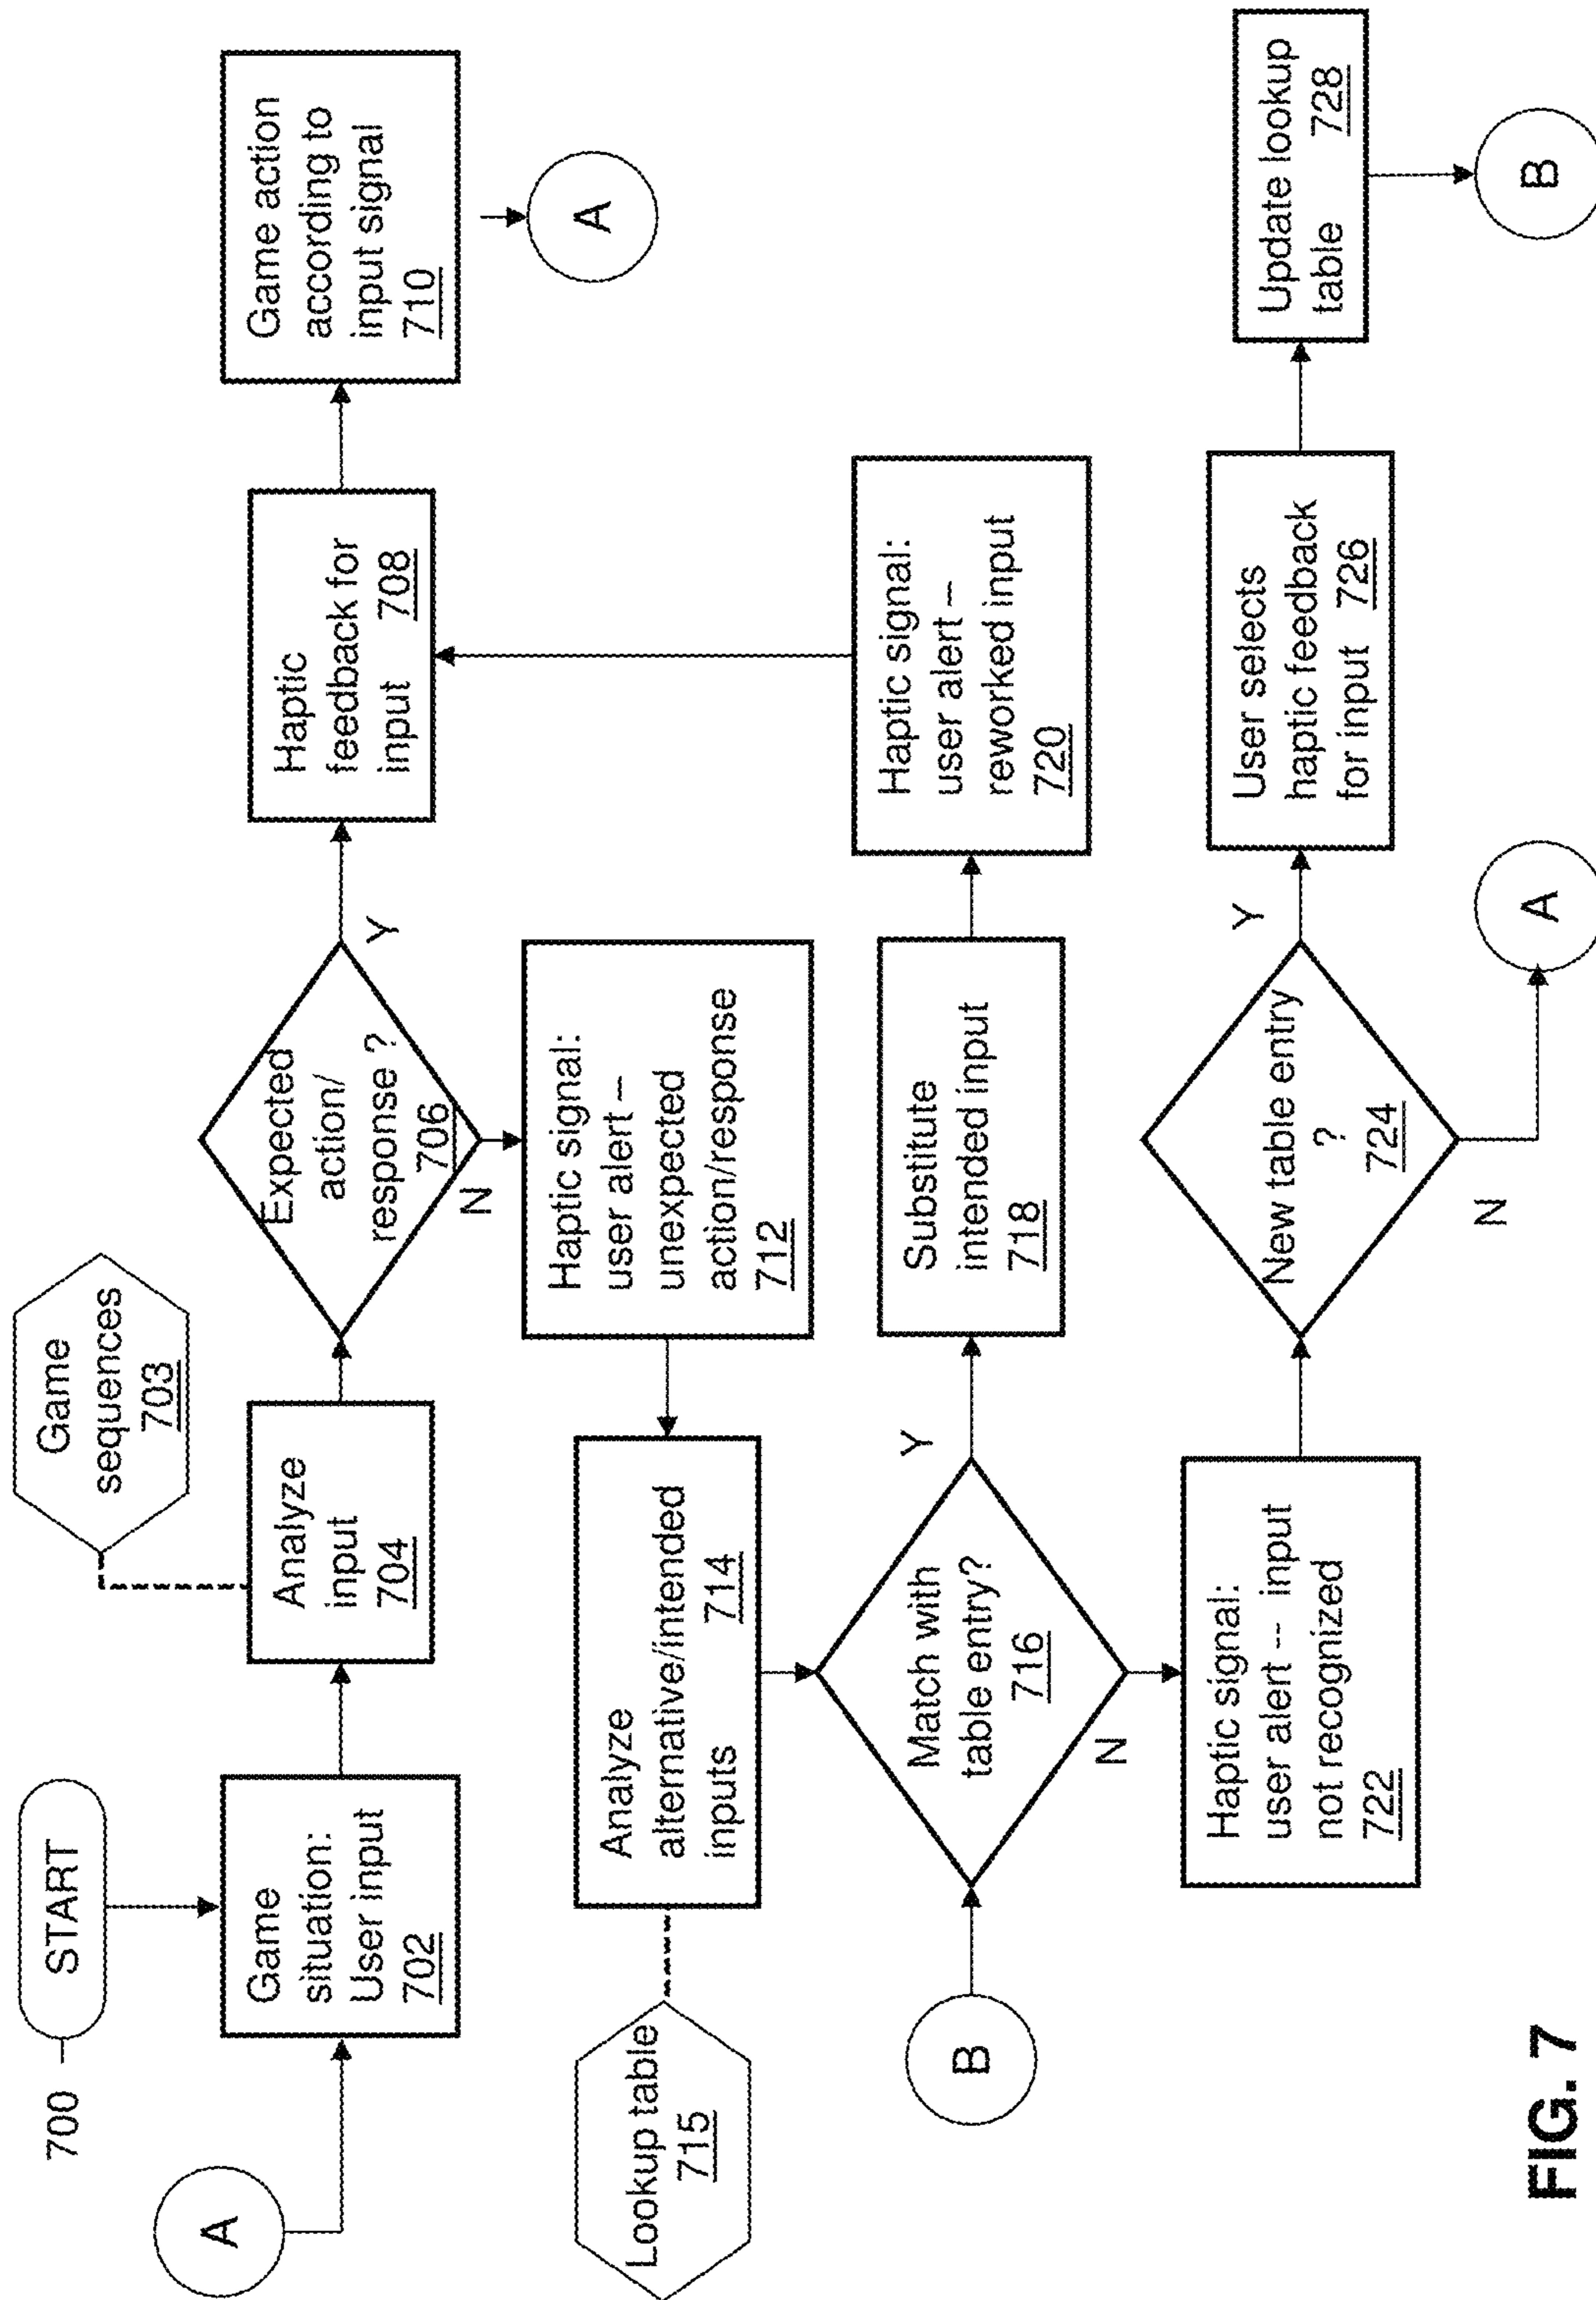 700
START
A
Game
situation:
User input
702
Game
sequences
703
Analyze
input
704
Expected
action/
response ?
706
Y
N
Haptic
feedback for
input 708
Game action
according to
input signal
710
A
Haptic signal:
user alert –
unexpected
action/response
712
Lookup table
715
Analyze
alternative/intended
inputs 714
B
Match with
table entry?
716
Y
N
Substitute
intended input
718
Haptic signal:
user alert –
reworked input
720
Haptic signal:
user alert -- input
not recognized
722
New table entry
?
724
Y
N
A
User selects
haptic feedback
for input 726
Update lookup
table 728
B
FIG. 7